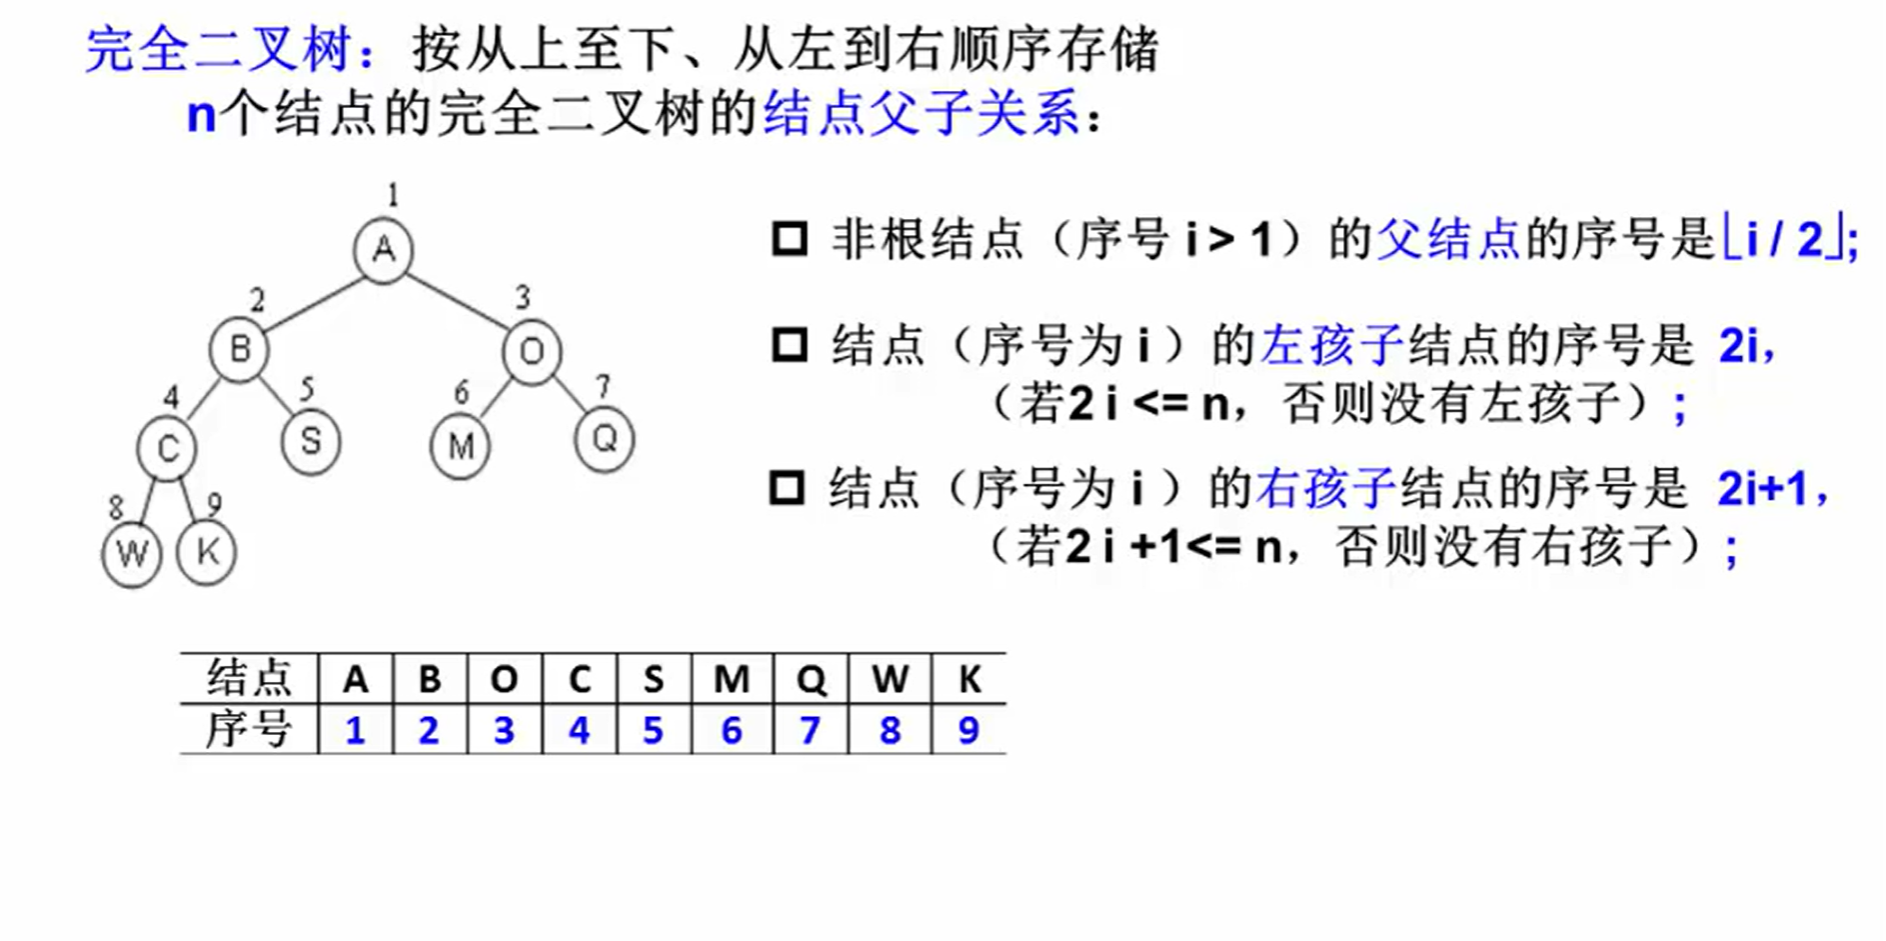 完全二叉树：按从上至下、从左到右顺序存储
n个结点的完全二叉树的结点父子关系：
1
A
2
3
B
O
4
5
6
7
C
S
M
Q
8
9
W
K
非根结点（序号 i > 1）的父结点的序号是⌊i / 2⌋;
结点（序号为 i ）的左孩子结点的序号是 2i，
（若2 i <= n，否则没有左孩子）;
结点（序号为 i ）的右孩子结点的序号是 2i+1，
（若2 i +1<= n，否则没有右孩子）;
结点 A B O C S M Q W K
序号 1 2 3 4 5 6 7 8 9